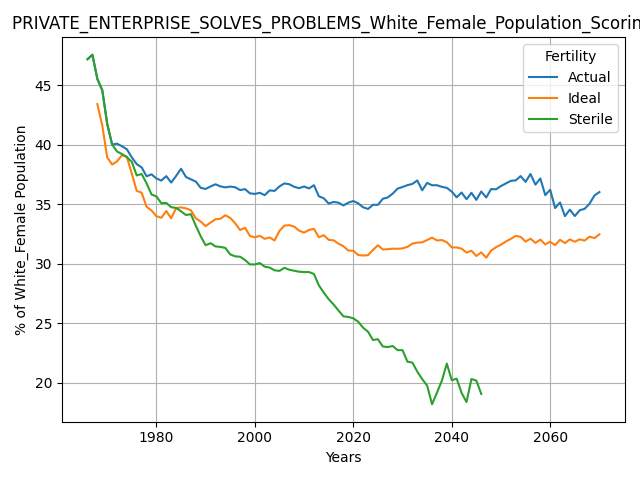 PRIVATE_ENTERPRISE_SOLVES_PROBLEMS_White_Female_Population_Scorin
% of White_Female Population
45
40
35
30
25
20
Fertility
Actual
Ideal
Sterile
1980
2000
2020
2040
2060
Years